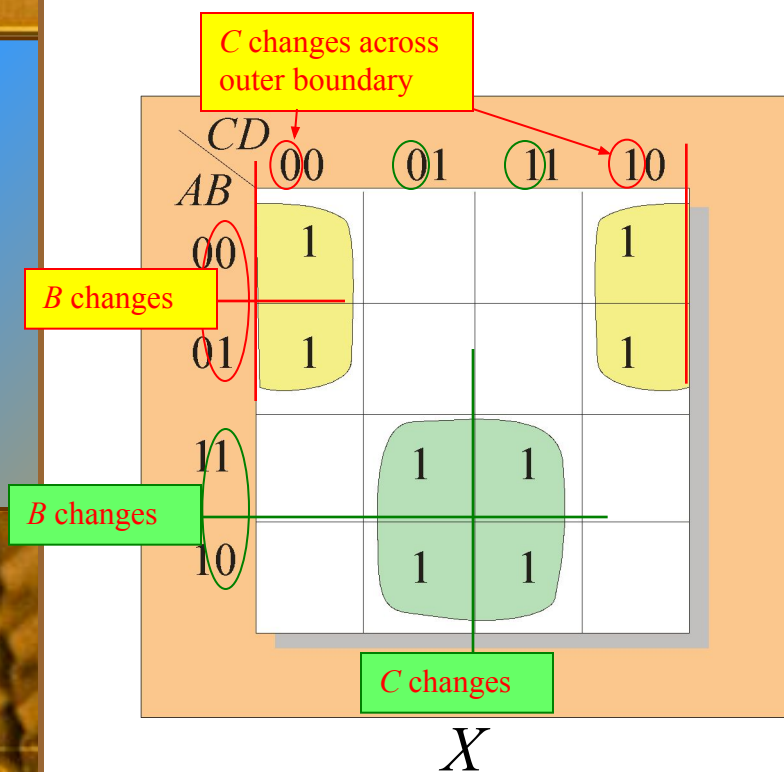 C changes across
outer boundary
CD
00 01 11 10
AB
00 1 1
B changes
01 1 1
11 1 1
B changes
10 1 1
C changes
X